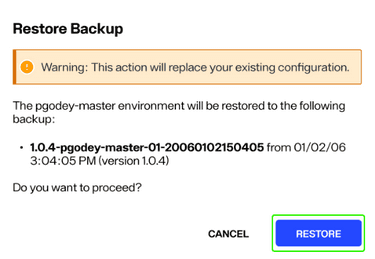 Restore Backup
Warning: This action will replace your existing configuration.
The pgodey-master environment will be restored to the following
backup:
• 1.0.4-pgodey-master-01-20060102150405 from 01/02/06
3:04:05 PM (version 1.0.4)
Do you want to proceed?
CANCEL RESTORE